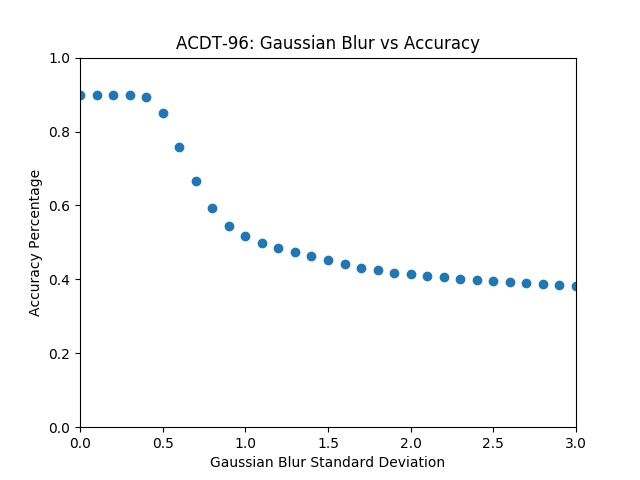 ACDT-96: Gaussian Blur vs Accuracy
1.0
0.8
0.6
0.4
0.2
0.0
Accuracy Percentage
0.0 0.5 1.0 1.5 2.0 2.5 3.0
Gaussian Blur Standard Deviation